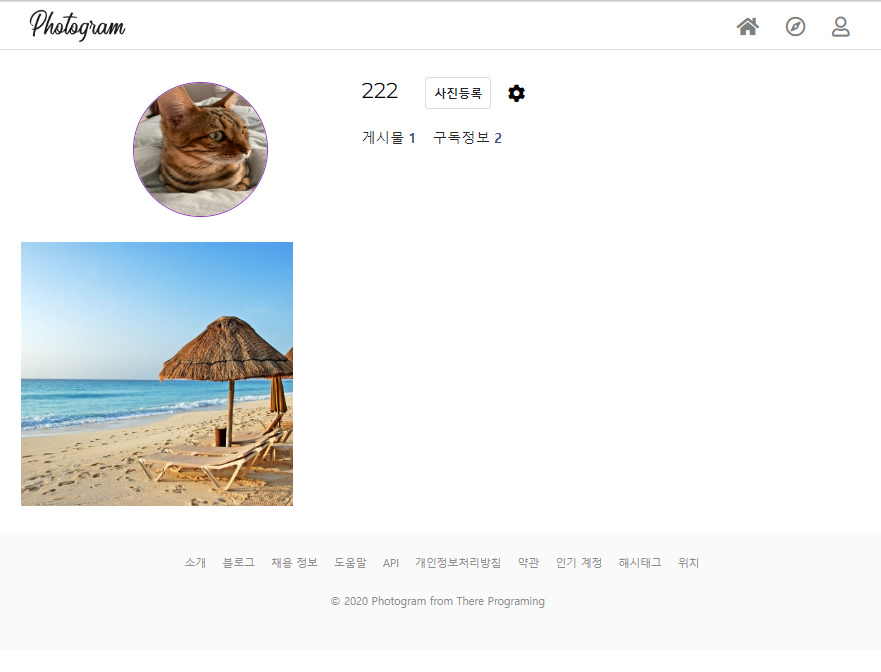 Photogram
222 사진등록
게시물 1 구독정보 2
소개 블로그 채용 정보 도움말 API 개인정보처리방침 약관 인기 계정 해시태그 위치
© 2020 Photogram from There Programing